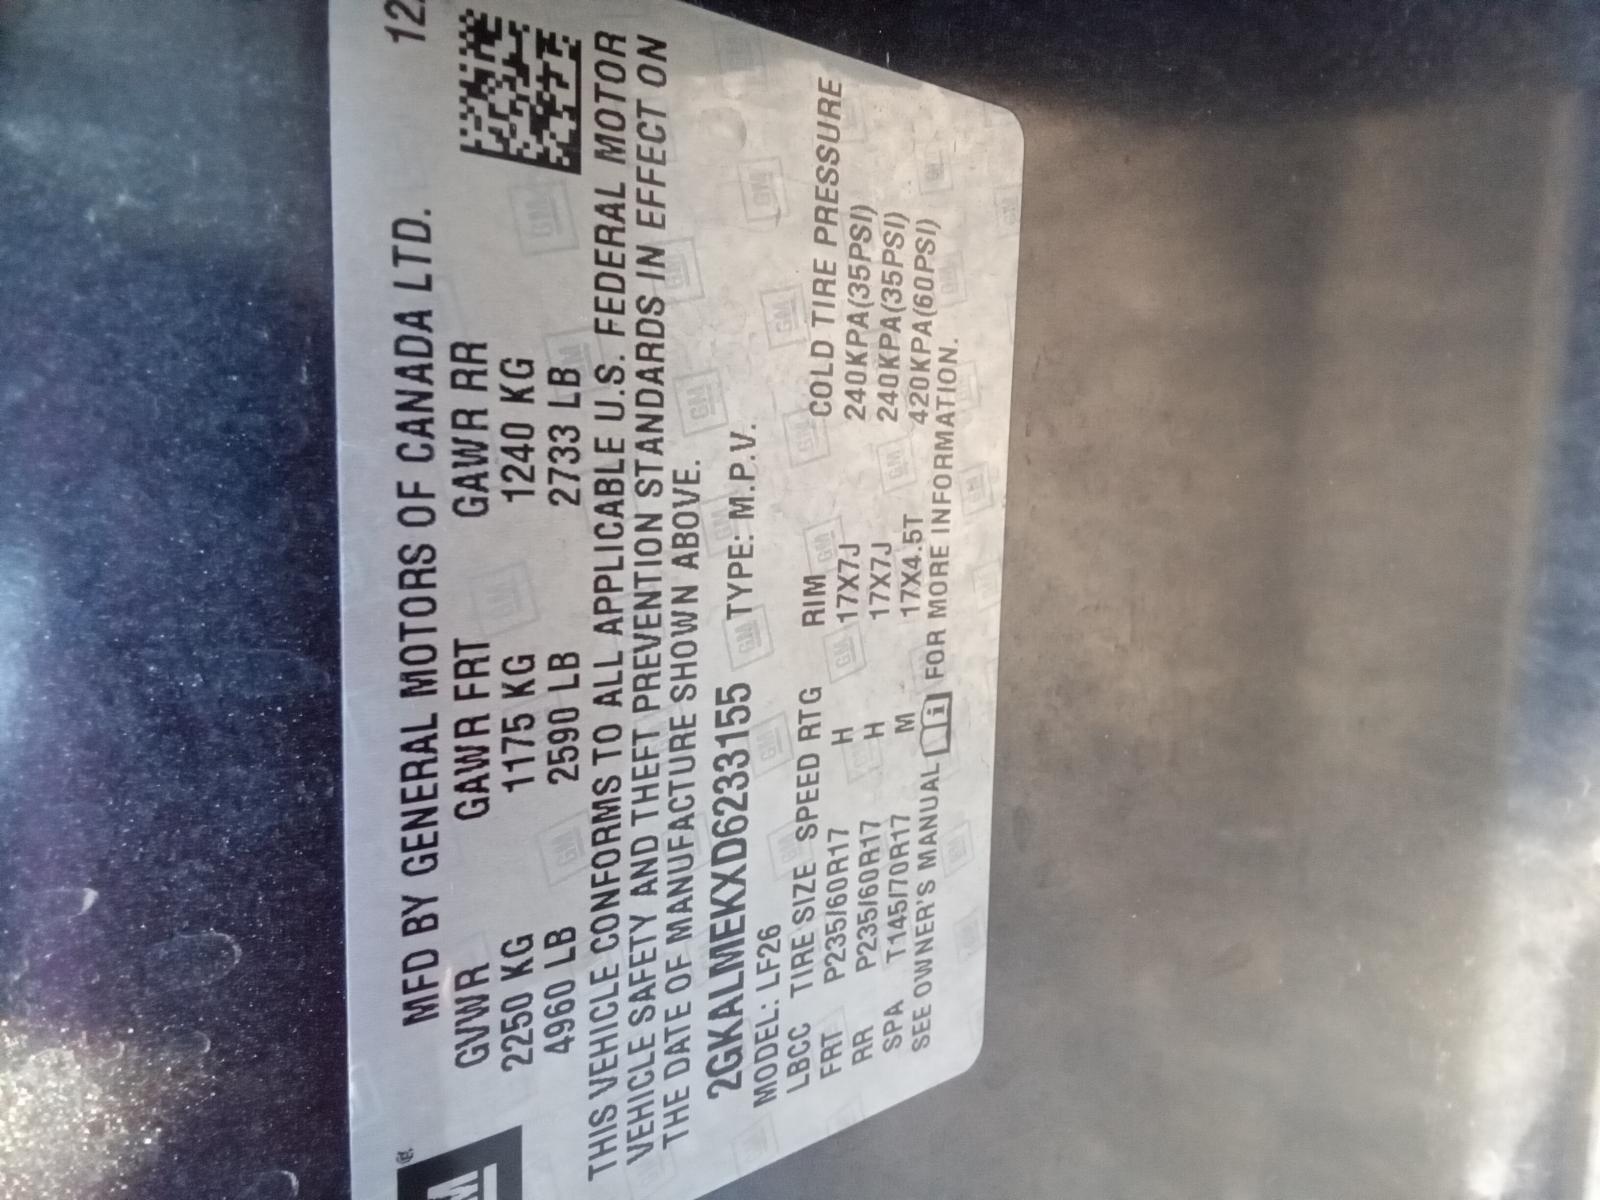 MFD BY GENERAL MOTORS OF CANADA LTD.
GVWR GAWR FRT GAWR RR
2250 KG 1175 KG 1240 KG
4960 LB 2590 LB 2733 LB
THIS VEHICLE CONFORMS TO ALL APPLICABLE U.S. FEDERAL MOTOR
VEHICLE SAFETY AND THEFT PREVENTION STANDARDS IN EFFECT ON
THE DATE OF MANUFACTURE SHOWN ABOVE.
2GKALMEKXD6233155 TYPE: M.P.V.
MODEL: LF26
LBCC TIRE SIZE SPEED RTG RIM COLD TIRE PRESSURE
FRT P235/60R17 H 17X7J 240KPA(35PSI)
RR P235/60R17 H 17X7J 240KPA(35PSI)
SPA T145/70R17 M 17X4.5T 420KPA(60PSI)
SEE OWNER'S MANUAL FOR MORE INFORMATION.